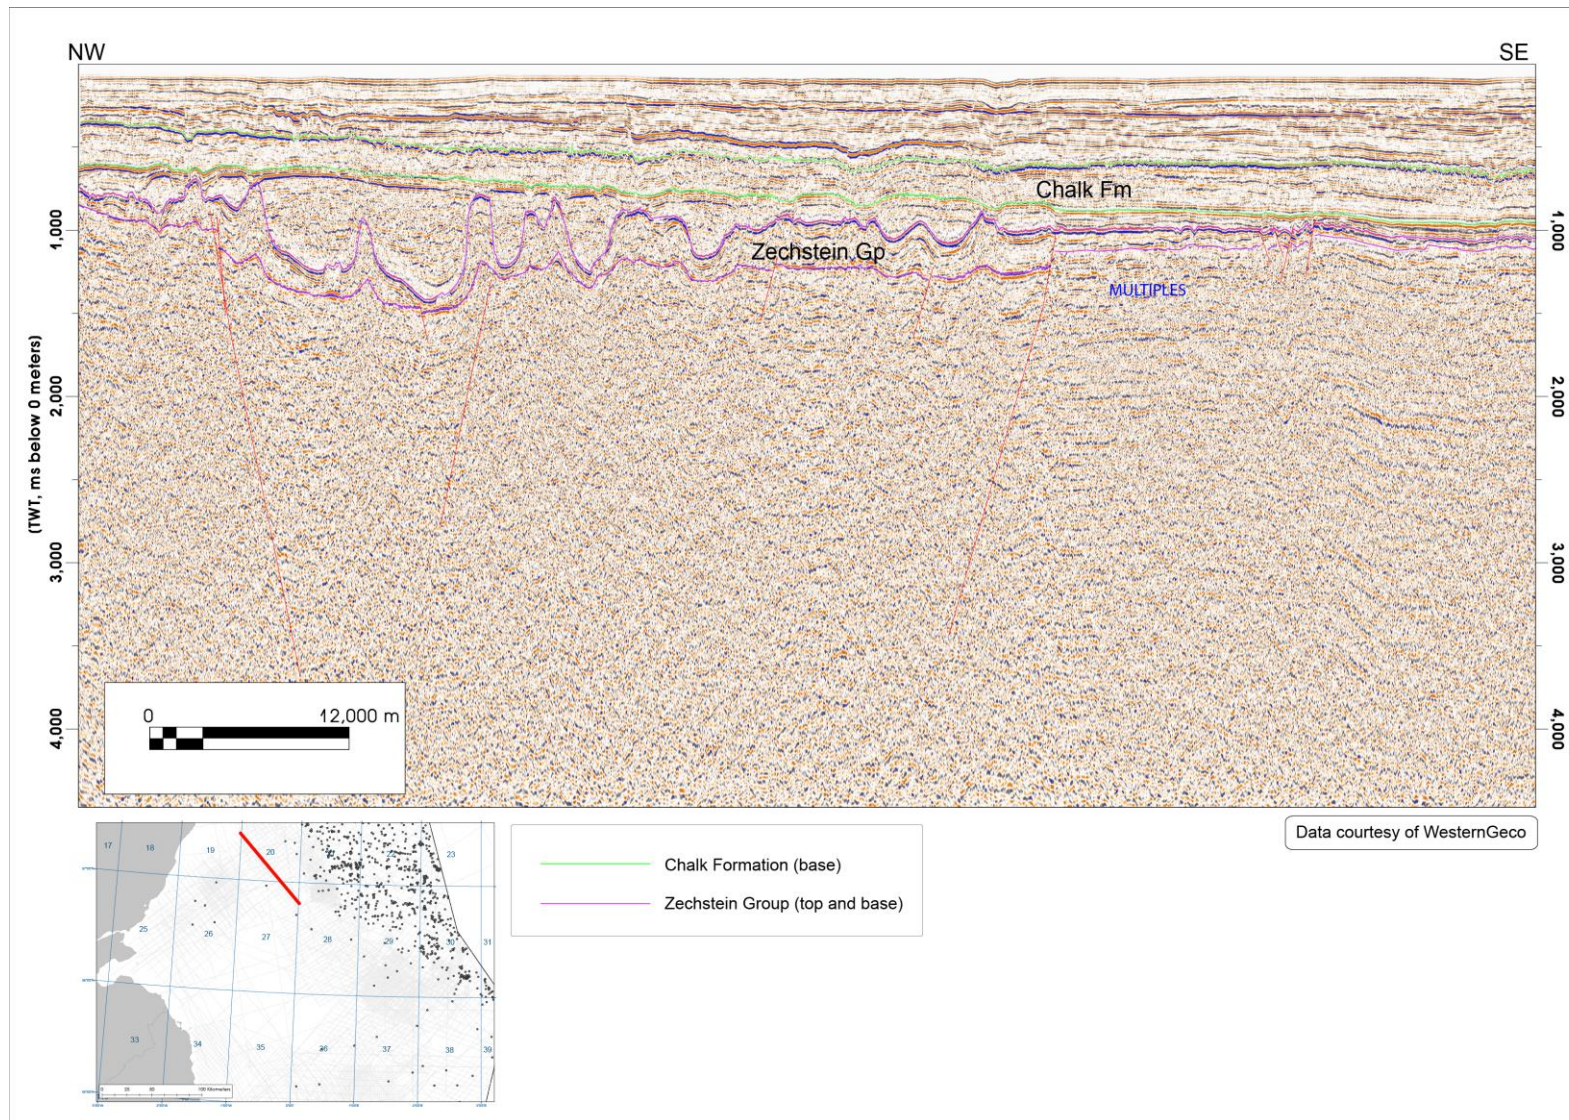 NW
SE
Chalk Fm
Zechstein Gp
MULTIPLES
(TWT, ms below 0 meters)
1,000
2,000
3,000
4,000
1,000
2,000
3,000
4,000
0 12,000 m
Data courtesy of WesternGeco
Chalk Formation (base)
Zechstein Group (top and base)
17 18 19 20 23
25 26 27 28 29 30 31
33 34 35 36 37 38 39